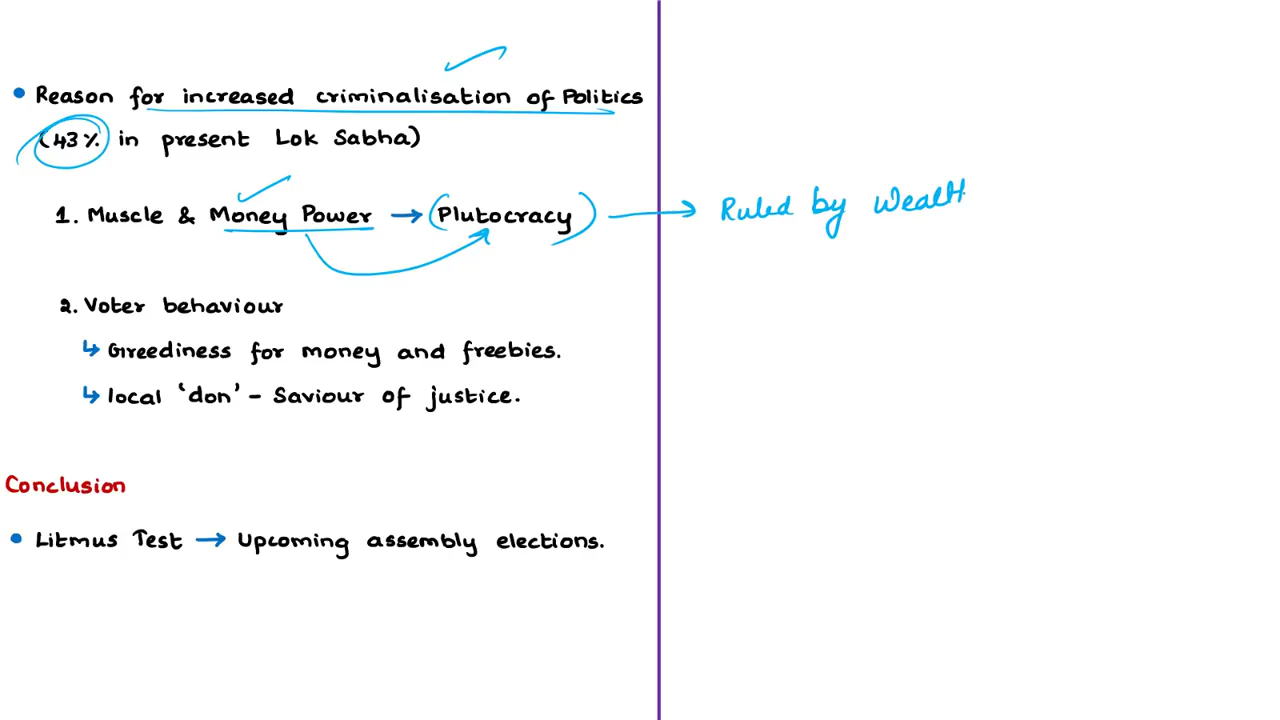 • Reason for increased criminalisation of Politics
(43% in present Lok Sabha)
1. Muscle & Money Power → (Plutocracy) → Ruled by Wealth
2. Voter behaviour
↳ Greediness for money and freebies.
↳ local 'don' - Saviour of justice.
Conclusion
• Litmus Test → Upcoming assembly elections.